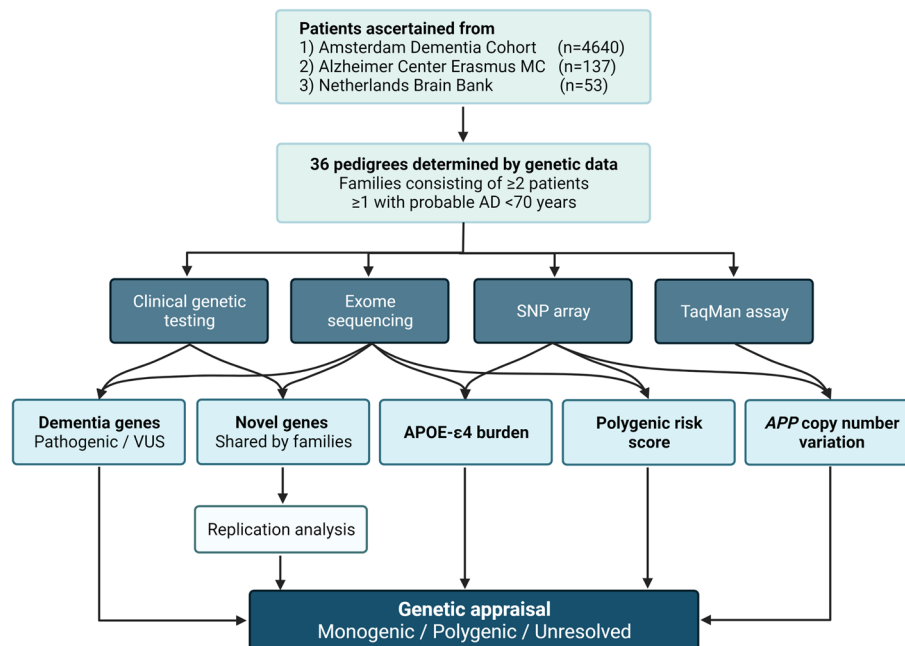 Patients ascertained from
1) Amsterdam Dementia Cohort (n=4640)
2) Alzheimer Center Erasmus MC (n=137)
3) Netherlands Brain Bank (n=53)
36 pedigrees determined by genetic data
Families consisting of ≥2 patients
≥1 with probable AD <70 years
Clinical genetic
testing
Exome
sequencing
SNP array
TaqMan assay
Dementia genes
Pathogenic / VUS
Novel genes
Shared by families
APOE-ε4 burden
Polygenic risk
score
APP copy number
variation
Replication analysis
Genetic appraisal
Monogenic / Polygenic / Unresolved